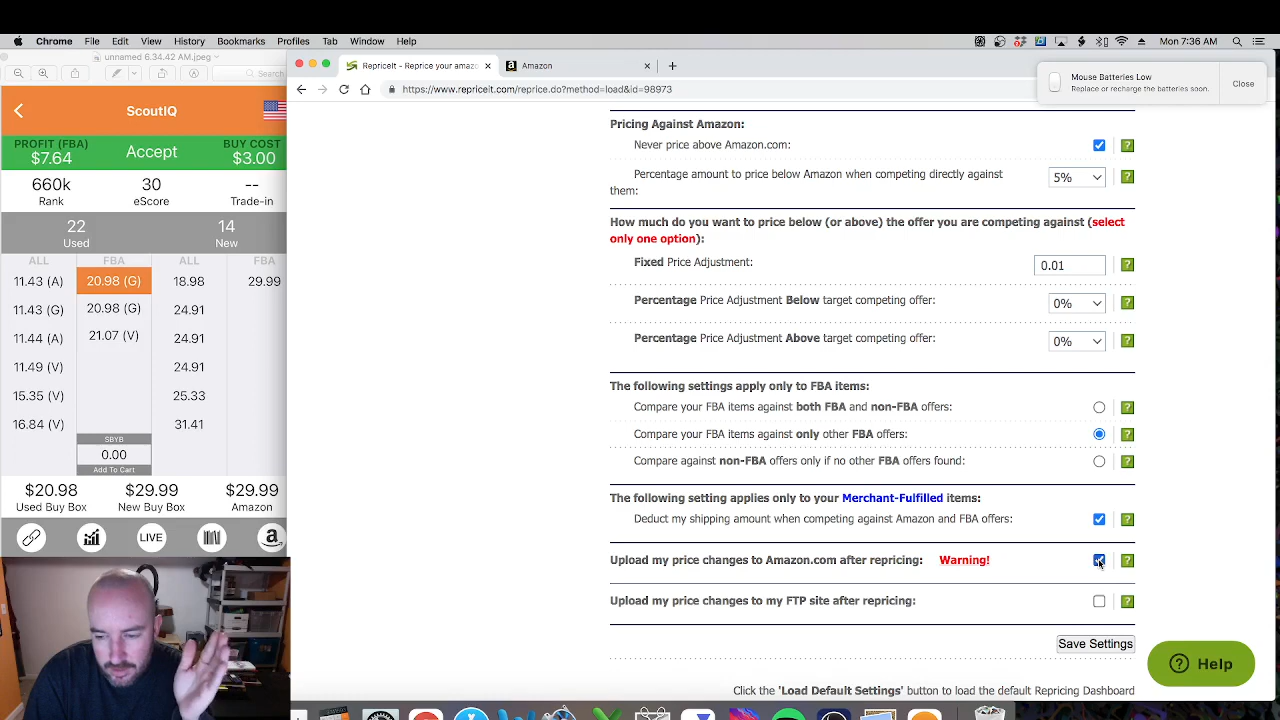 Chrome File Edit View History Bookmarks Profiles Tab Window Help
Mon 7:36 AM
unnamed 6.34.42 AM.jpeg
Search
RepriceIt - Reprice your amazo
Amazon
https://www.repriceit.com/reprice.do?method=load&id=98973
Mouse Batteries Low
Replace or recharge the batteries soon.
Close
ScoutIQ
PROFIT (FBA)
$7.64
Accept
BUY COST
$3.00
660k
Rank
30
eScore
--
Trade-in
22
Used
14
New
ALL FBA ALL FBA
11.43 (A) 20.98 (G) 18.98 29.99
11.43 (G) 20.98 (G) 24.91
11.44 (A) 21.07 (V) 24.91
11.49 (V) 24.91
15.35 (V) 25.33
16.84 (V) 31.41
SBYB
0.00
Add To Cart
$20.98 $29.99 $29.99
Used Buy Box New Buy Box Amazon
LIVE
a
Pricing Against Amazon:
Never price above Amazon.com: ?
Percentage amount to price below Amazon when competing directly against
them:
5% ?
How much do you want to price below (or above) the offer you are competing against (select
only one option):
Fixed Price Adjustment: 0.01 ?
Percentage Price Adjustment Below target competing offer: 0% ?
Percentage Price Adjustment Above target competing offer: 0% ?
The following settings apply only to FBA items:
Compare your FBA items against both FBA and non-FBA offers: ?
Compare your FBA items against only other FBA offers: ?
Compare against non-FBA offers only if no other FBA offers found: ?
The following setting applies only to your Merchant-Fulfilled items:
Deduct my shipping amount when competing against Amazon and FBA offers: ?
Upload my price changes to Amazon.com after repricing: Warning! ?
Upload my price changes to my FTP site after repricing: ?
Save Settings
? Help
Click the 'Load Default Settings' button to load the default Repricing Dashboard